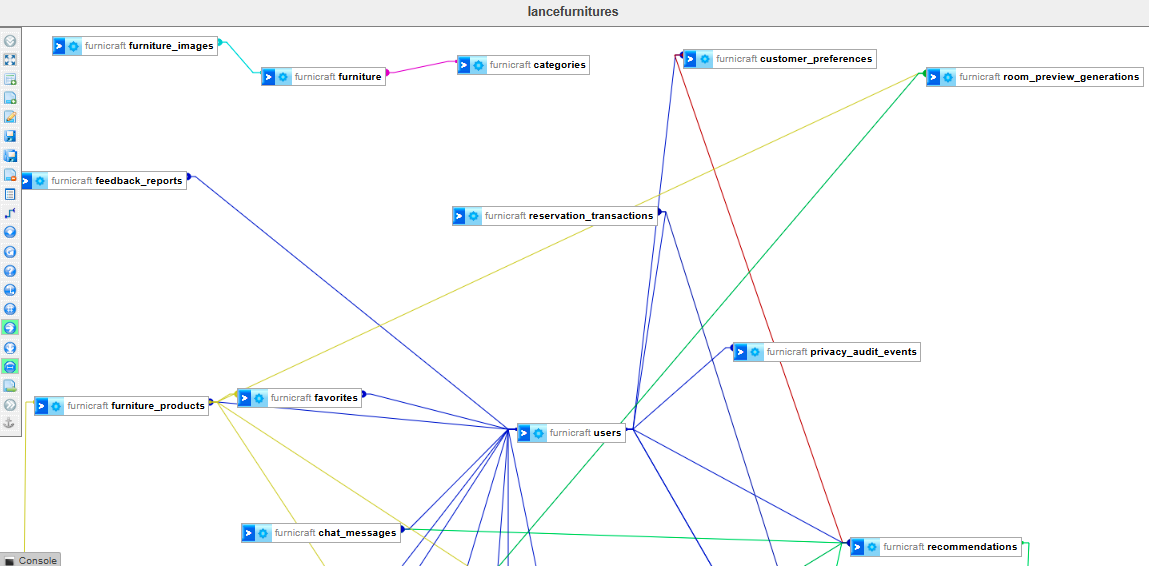 lancefurnitures
furnicraft furniture_images
furnicraft furniture
furnicraft categories
furnicraft customer_preferences
furnicraft room_preview_generations
furnicraft feedback_reports
furnicraft reservation_transactions
furnicraft privacy_audit_events
furnicraft furniture_products
furnicraft favorites
furnicraft users
furnicraft chat_messages
furnicraft recommendations
Console